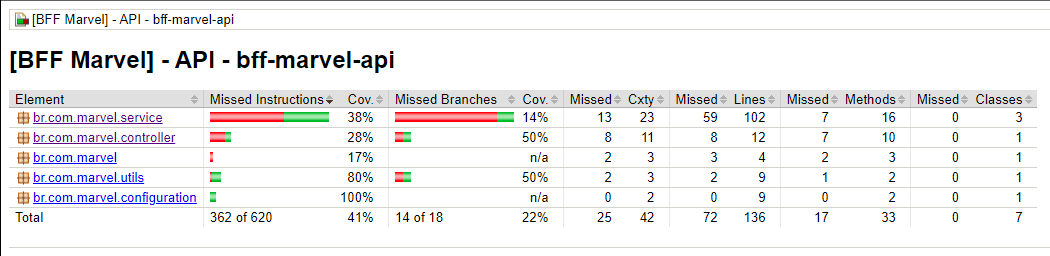 [BFF Marvel] - API - bff-marvel-api
[BFF Marvel] - API - bff-marvel-api
Element Missed Instructions Cov. Missed Branches Cov. Missed Cxty Missed Lines Missed Methods Missed Classes
br.com.marvel.service 38% 14% 13 23 59 102 7 16 0 3
br.com.marvel.controller 28% 50% 8 11 8 12 7 10 0 1
br.com.marvel 17% n/a 2 3 3 4 2 3 0 1
br.com.marvel.utils 80% 50% 2 3 2 9 1 2 0 1
br.com.marvel.configuration 100% n/a 0 2 0 9 0 2 0 1
Total 362 of 620 41% 14 of 18 22% 25 42 72 136 17 33 0 7